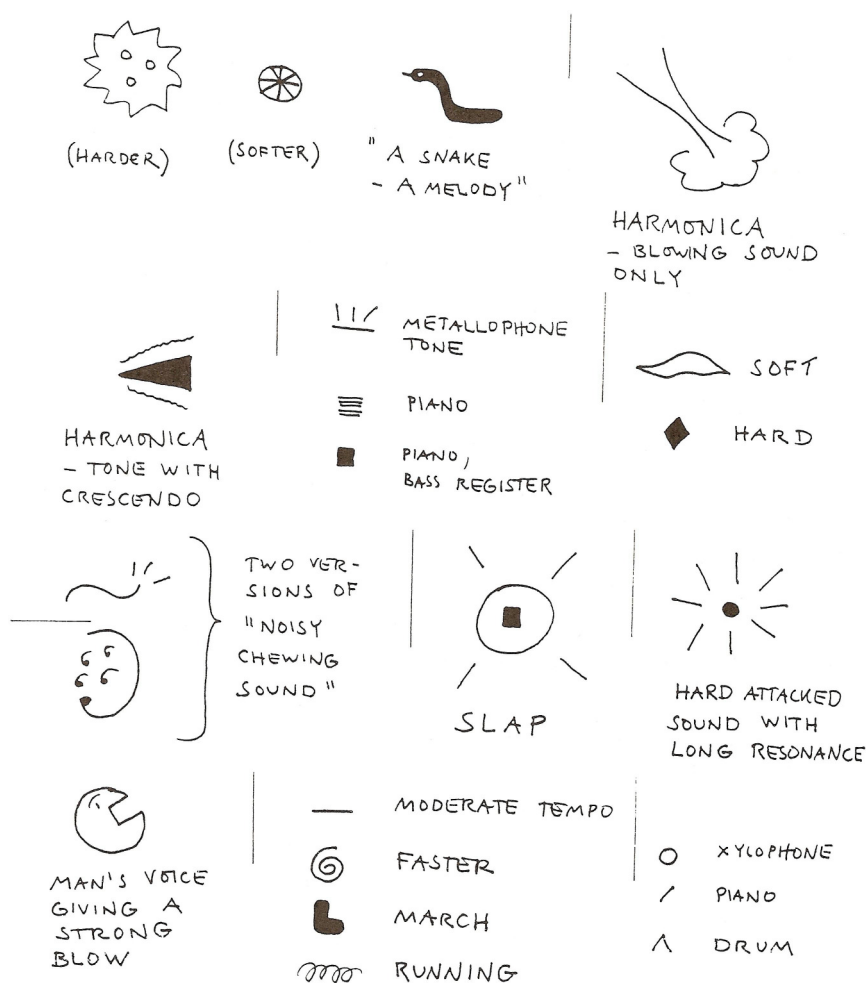 (HARDER)
(SOFTER)
"A SNAKE
- A MELODY"
HARMONICA
- BLOWING SOUND
ONLY
HARMONICA
- TONE WITH
CRESCENDO
METALLOPHONE
TONE
PIANO
PIANO,
BASS REGISTER
SOFT
HARD
TWO VER-
SIONS OF
"NOISY
CHEWING
SOUND"
SLAP
HARD ATTACKED
SOUND WITH
LONG RESONANCE
MAN'S VOICE
GIVING A
STRONG
BLOW
MODERATE TEMPO
FASTER
MARCH
RUNNING
XYLOPHONE
PIANO
DRUM